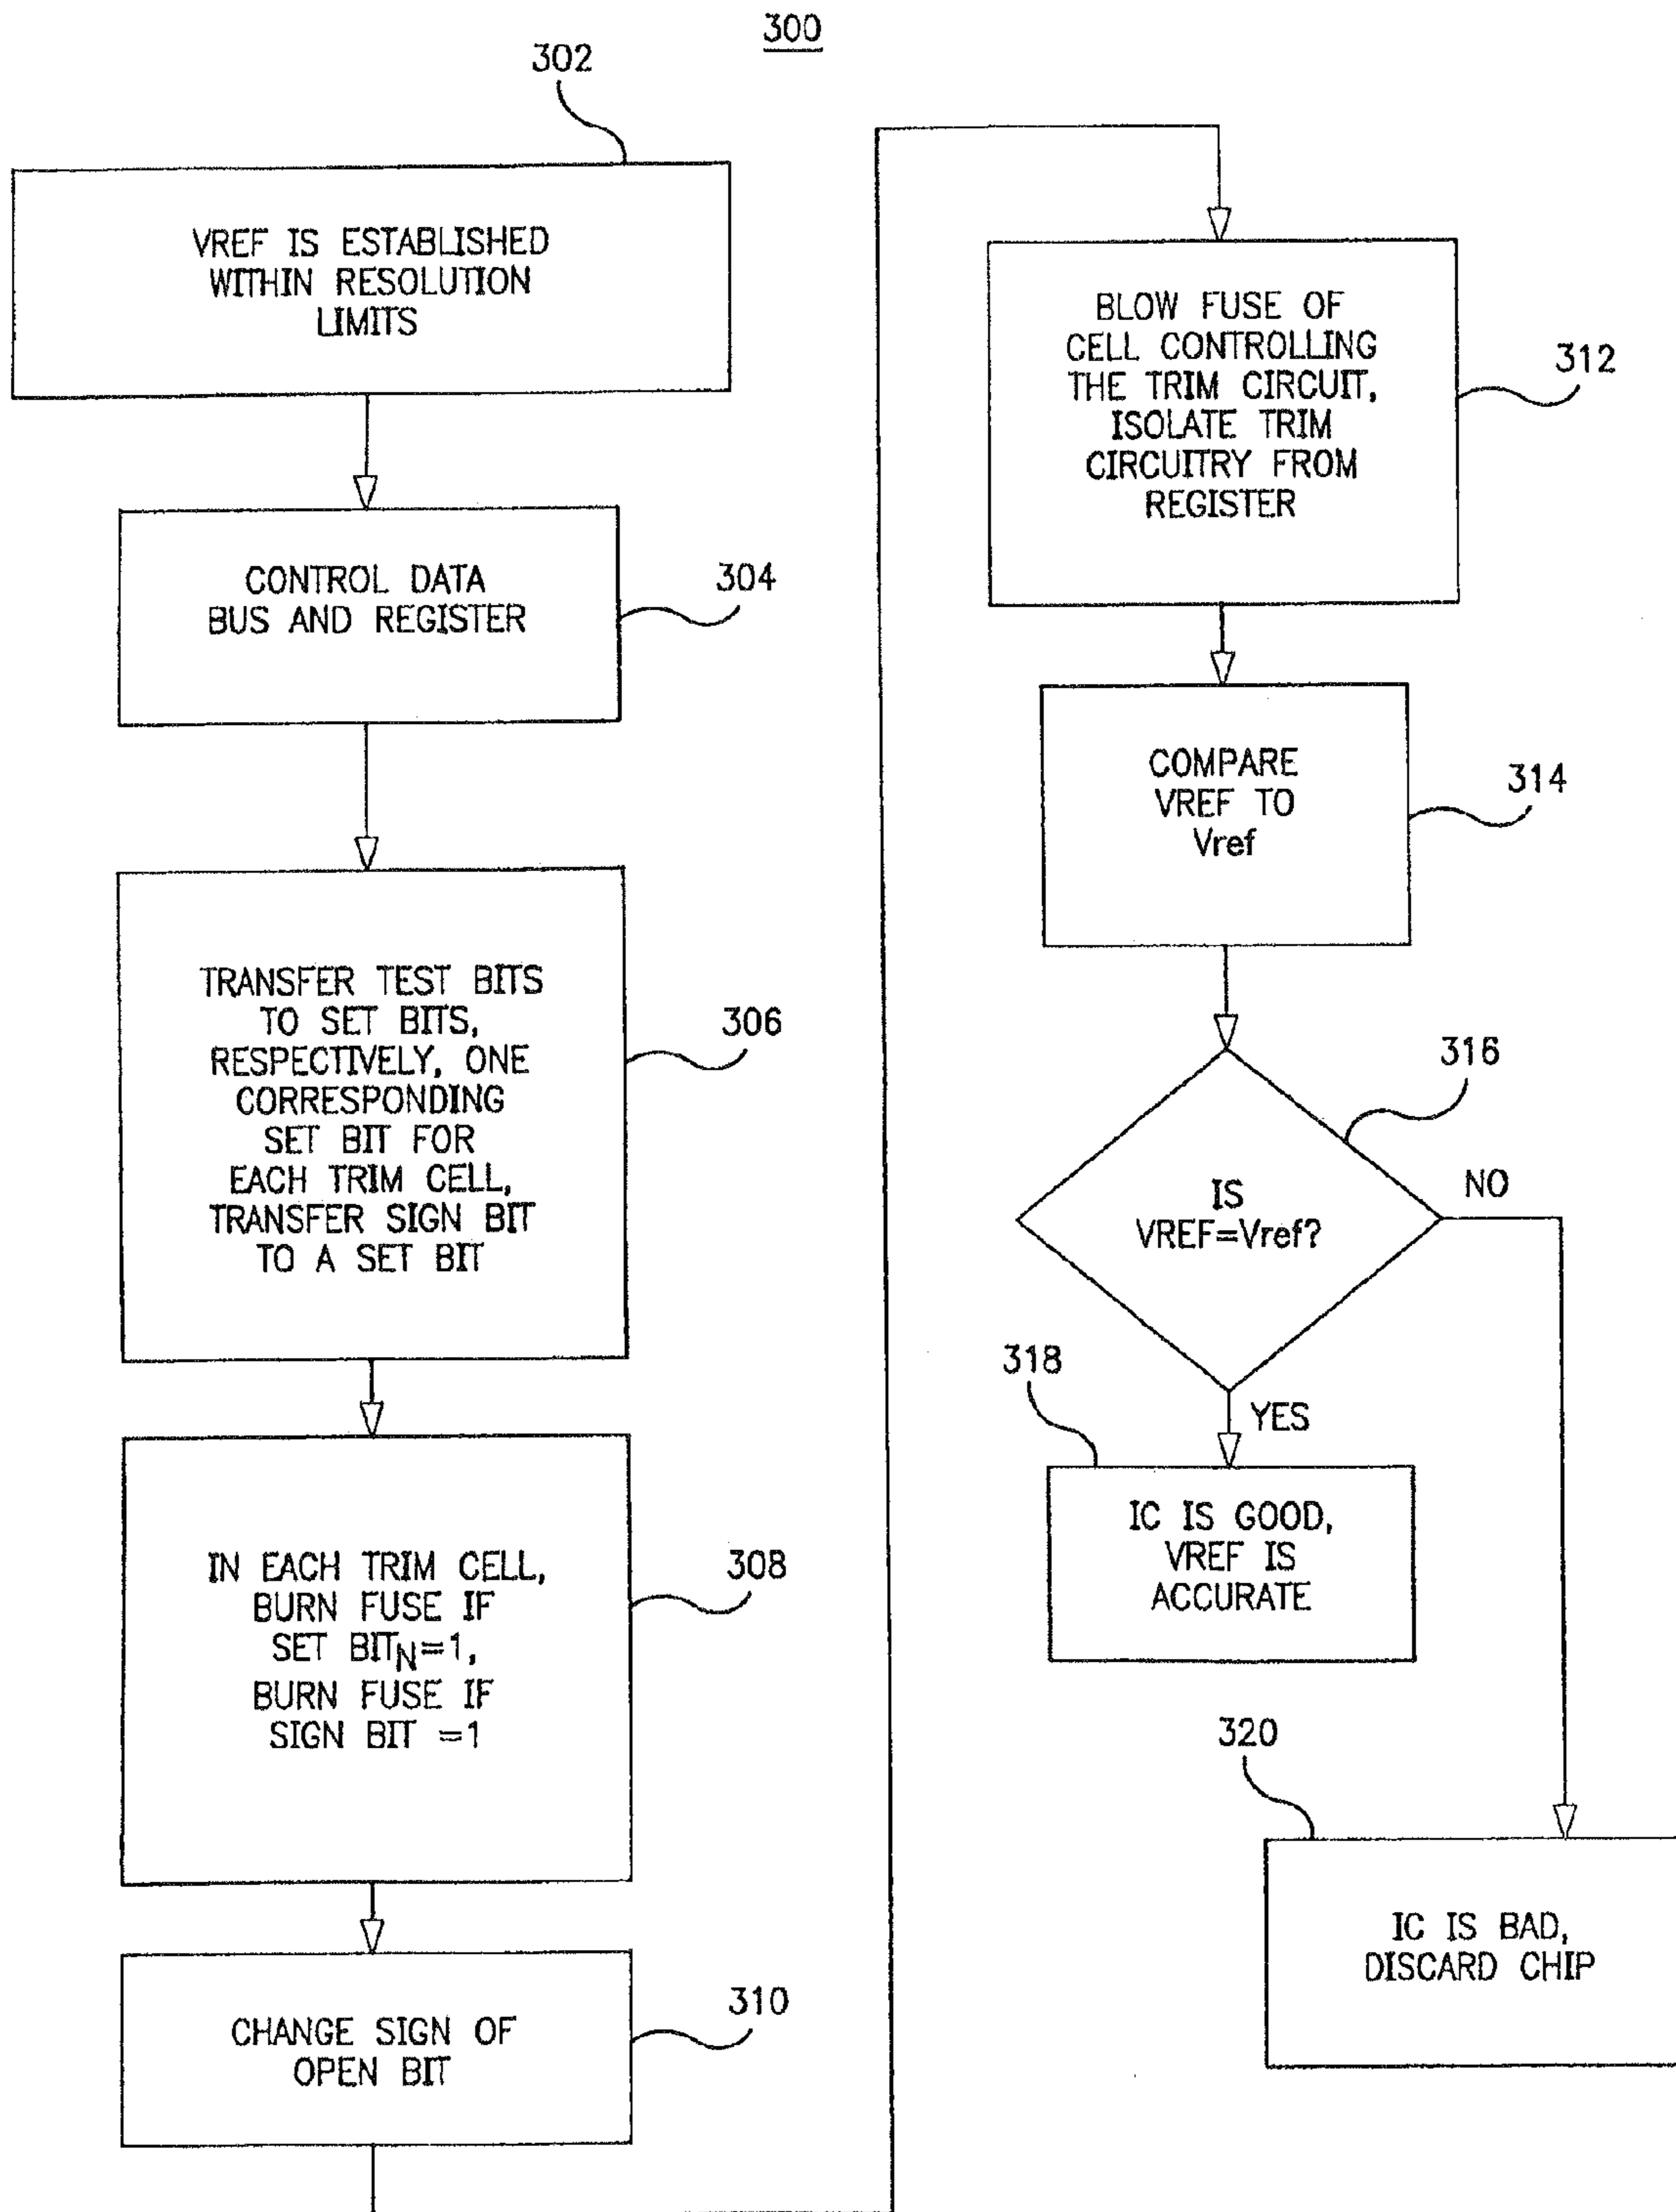 300
302
VREF IS ESTABLISHED
WITHIN RESOLUTION
LIMITS
CONTROL DATA
BUS AND REGISTER
304
TRANSFER TEST BITS
TO SET BITS,
RESPECTIVELY, ONE
CORRESPONDING
SET BIT FOR
EACH TRIM CELL,
TRANSFER SIGN BIT
TO A SET BIT
306
IN EACH TRIM CELL,
BURN FUSE IF
SET BITN=1,
BURN FUSE IF
SIGN BIT =1
308
CHANGE SIGN OF
OPEN BIT
310
BLOW FUSE OF
CELL CONTROLLING
THE TRIM CIRCUIT,
ISOLATE TRIM
CIRCUITRY FROM
REGISTER
312
COMPARE
VREF TO
Vref
314
316
IS
VREF=Vref?
NO
YES
318
IC IS GOOD,
VREF IS
ACCURATE
320
IC IS BAD,
DISCARD CHIP